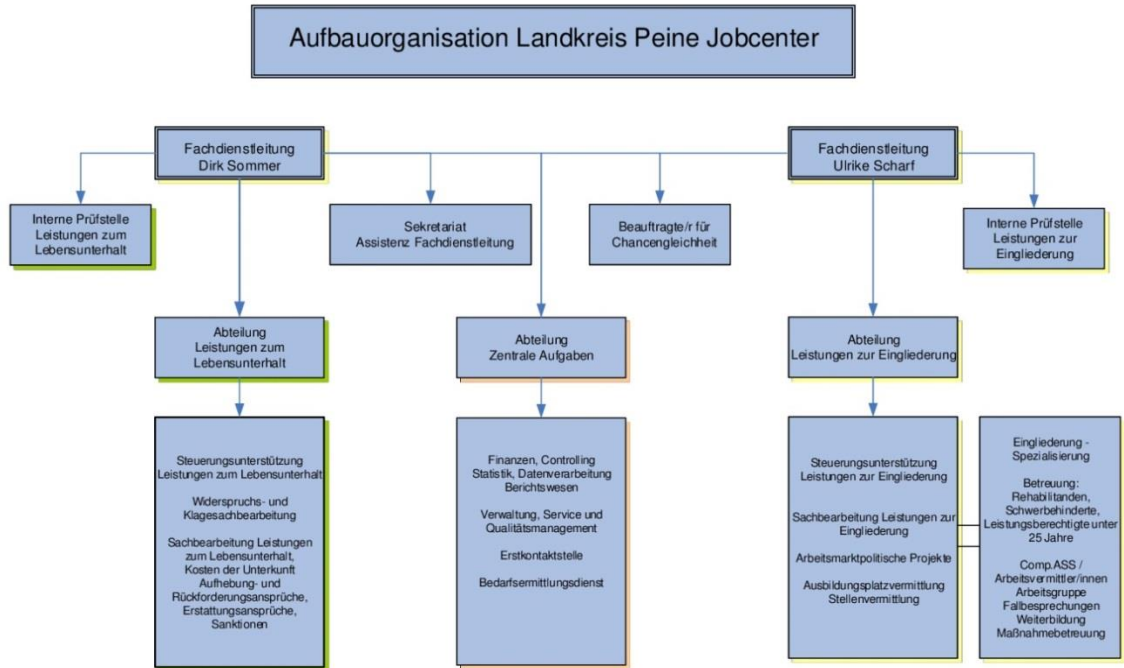 Aufbauorganisation Landkreis Peine Jobcenter
Fachdienstleitung
Dirk Sommer
Fachdienstleitung
Ulrike Scharf
Interne Prüfstelle
Leistungen zum
Lebensunterhalt
Sekretariat
Assistenz Fachdienstleitung
Beauftragte/r für
Chancengleichheit
Interne Prüfstelle
Leistungen zur
Eingliederung
Abteilung
Leistungen zum
Lebensunterhalt
Abteilung
Zentrale Aufgaben
Abteilung
Leistungen zur Eingliederung
Steuerungsunterstützung
Leistungen zum Lebensunterhalt
Widerspruchs- und
Klagesachbearbeitung
Sachbearbeitung Leistungen
zum Lebensunterhalt,
Kosten der Unterkunft
Aufhebung- und
Rückforderungsansprüche,
Erstattungsansprüche,
Sanktionen
Finanzen, Controlling
Statistik, Datenverarbeitung
Berichtswesen
Verwaltung, Service und
Qualitätsmanagement
Erstkontaktstelle
Bedarfsermittlungsdienst
Steuerungsunterstützung
Leistungen zur Eingliederung
Sachbearbeitung Leistungen zur
Eingliederung
Arbeitsmarktpolitische Projekte
Ausbildungsplatzvermittlung
Stellenvermittlung
Eingliederung -
Spezialisierung
Betreuung:
Rehabilitanden,
Schwerbehinderte,
Leistungsberechtigte unter
25 Jahre
Comp.ASS /
Arbeitsvermittler/innen
Arbeitsgruppe
Fallbesprechungen
Weiterbildung
Maßnahmebetreuung